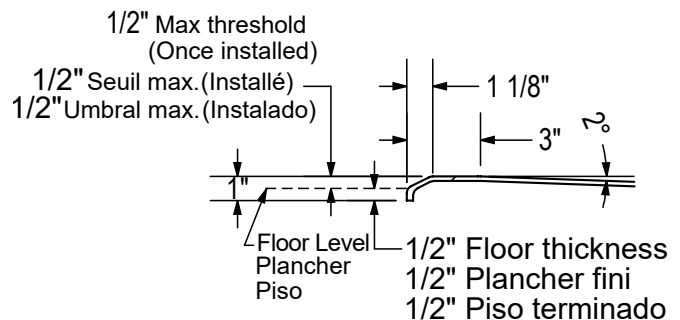 1/2" Max threshold
(Once installed)
1/2" Seuil max.(Installé)
1/2"Umbral max.(Instalado)
1 1/8"
3"
2°
1"
Floor Level
Plancher
Piso
1/2" Floor thickness
1/2" Plancher fini
1/2" Piso terminado